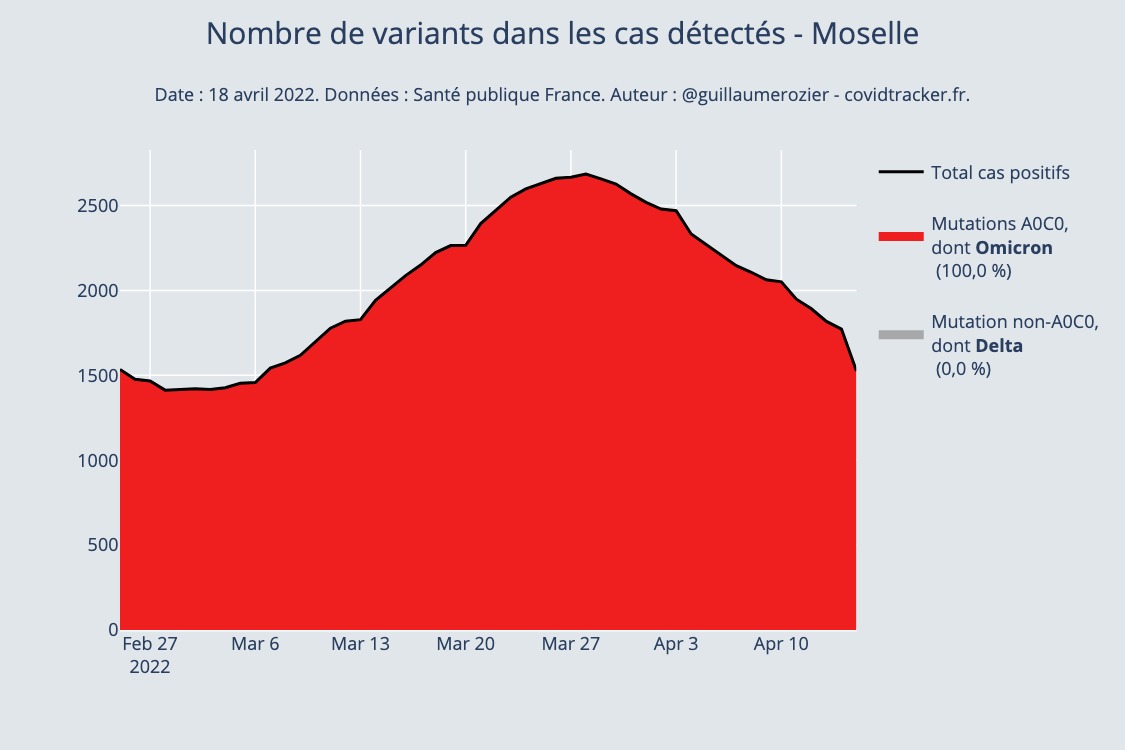 Nombre de variants dans les cas détectés - Moselle
Date : 18 avril 2022. Données : Santé publique France. Auteur : @guillaumerozier - covidtracker.fr.
Total cas positifs
Mutations A0C0,
dont Omicron
(100,0 %)
Mutation non-A0C0,
dont Delta
(0,0 %)
2500
2000
1500
1000
500
0
Feb 27
2022
Mar 6
Mar 13
Mar 20
Mar 27
Apr 3
Apr 10